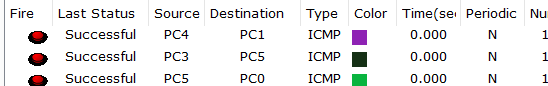 Fire Last Status Source Destination Type Color Time(sec Periodic Nu
Successful PC4 PC1 ICMP 0.000 N 1
Successful PC3 PC5 ICMP 0.000 N 1
Successful PC5 PC0 ICMP 0.000 N 1